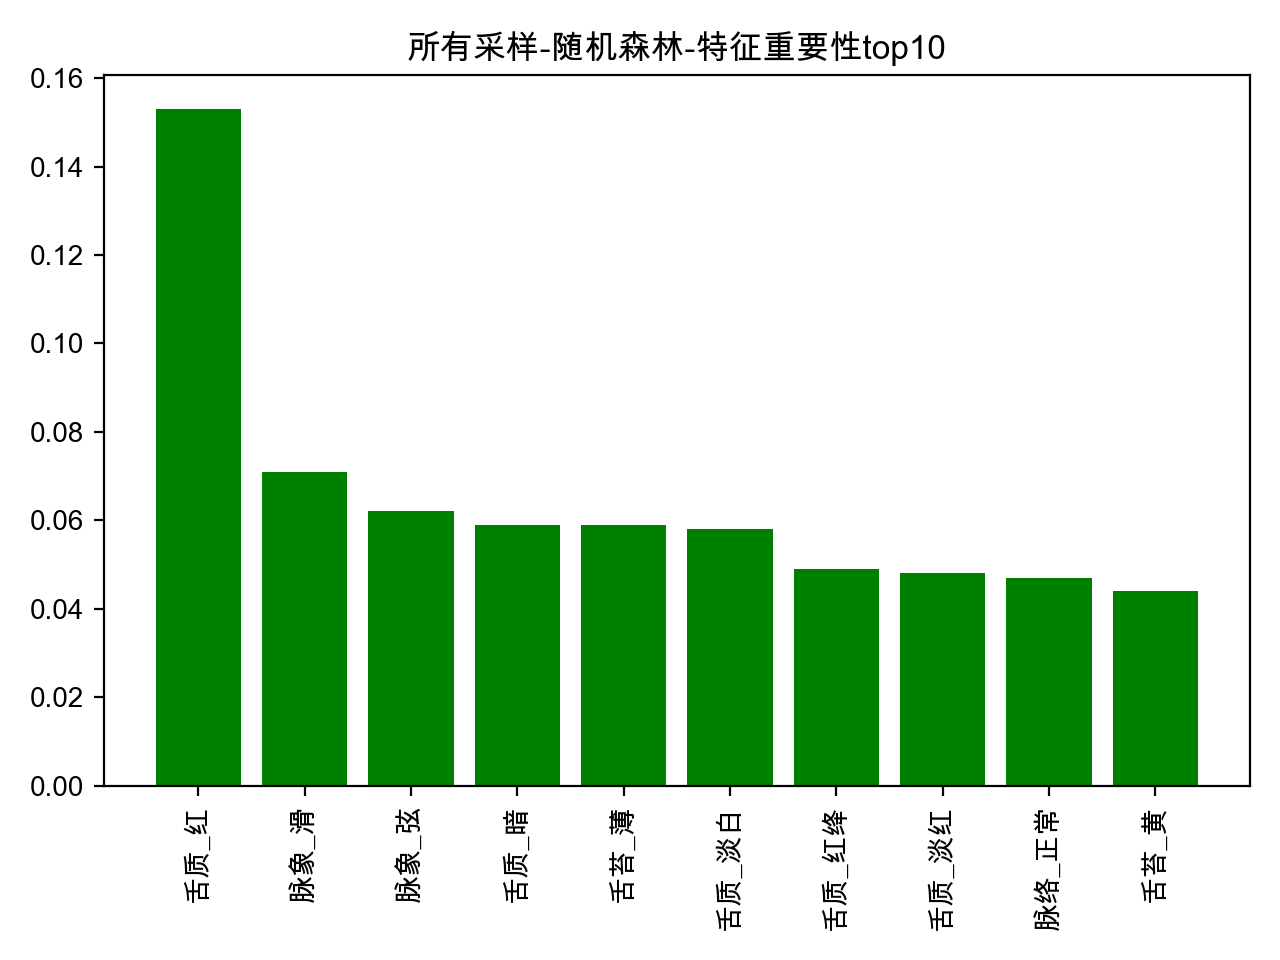 所有采样-随机森林-特征重要性top10
0.16
0.14
0.12
0.10
0.08
0.06
0.04
0.02
0.00
舌质_红
脉象_滑
脉象_弦
舌质_暗
舌苔_薄
舌质_淡白
舌质_红绛
舌质_淡红
脉络_正常
舌苔_黄